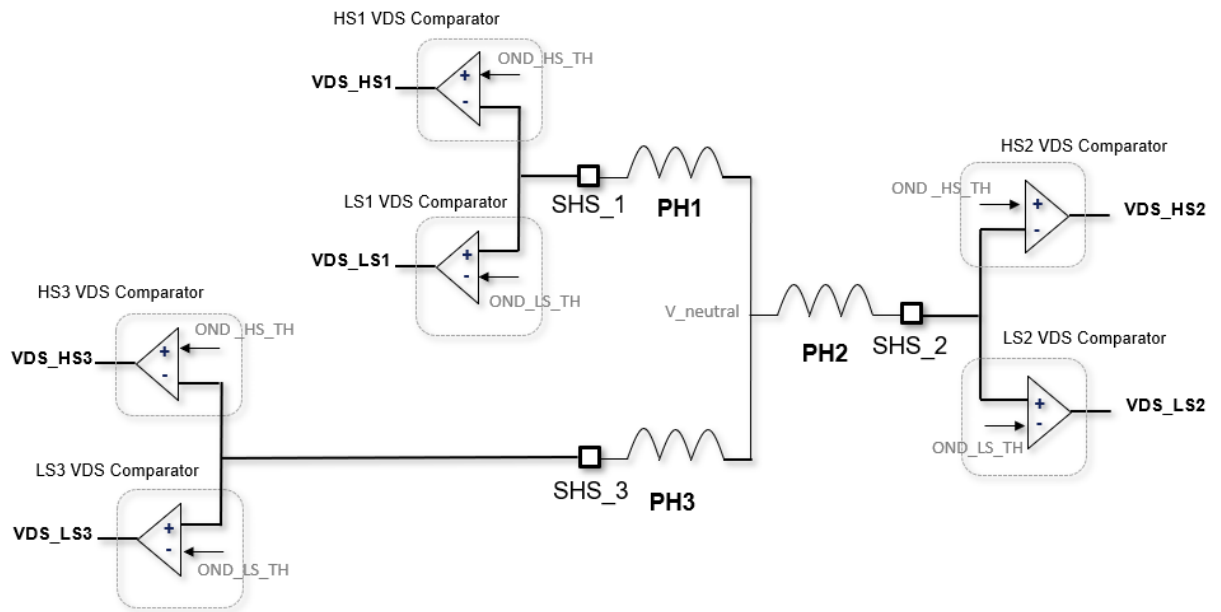 HS1 VDS Comparator
OND_HS_TH
+
VDS_HS1
-
LS1 VDS Comparator
SHS_1
PH1
+
VDS_LS1
-
OND_LS_TH
HS2 VDS Comparator
OND_HS_TH
+
VDS_HS2
-
V_neutral
PH2
SHS_2
LS2 VDS Comparator
+
VDS_LS2
-
OND_LS_TH
HS3 VDS Comparator
OND_HS_TH
+
VDS_HS3
-
LS3 VDS Comparator
SHS_3
PH3
+
VDS_LS3
-
OND_LS_TH